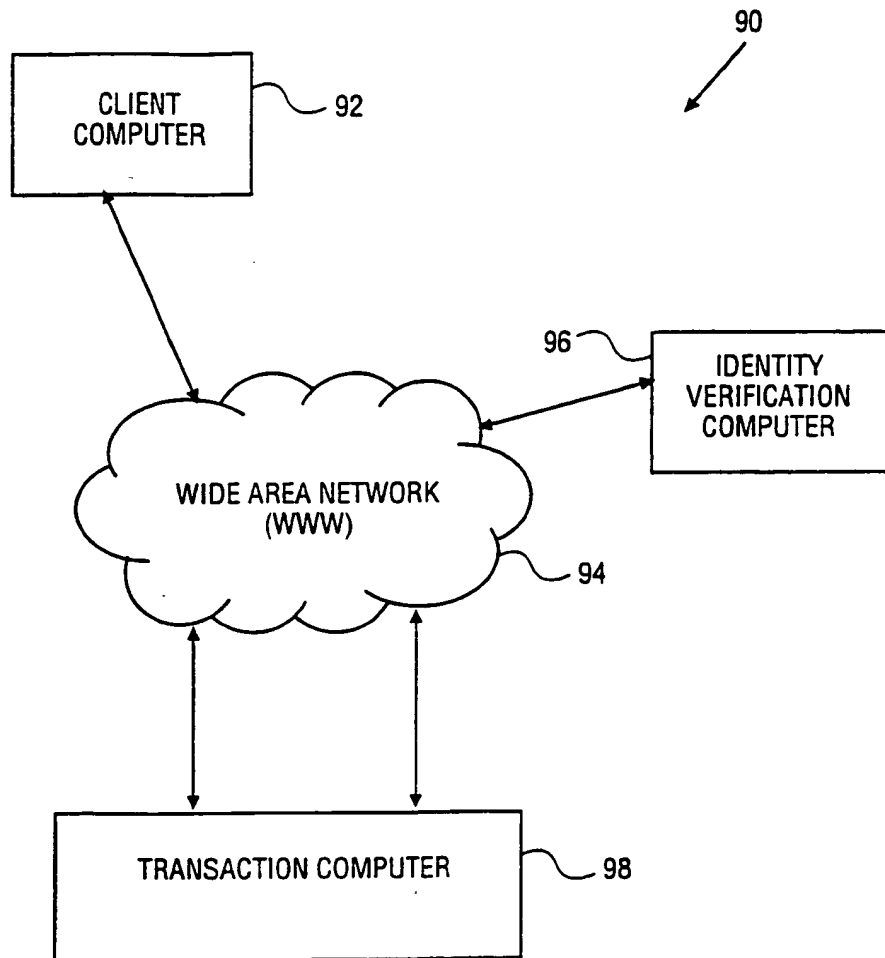 90
CLIENT
COMPUTER
92
96
IDENTITY
VERIFICATION
COMPUTER
WIDE AREA NETWORK
(WWW)
94
TRANSACTION COMPUTER
98